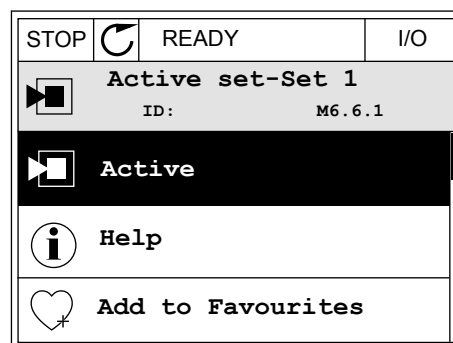 STOP READY I/O
Active set-Set 1
ID: M6.6.1
Active
Help
Add to Favourites